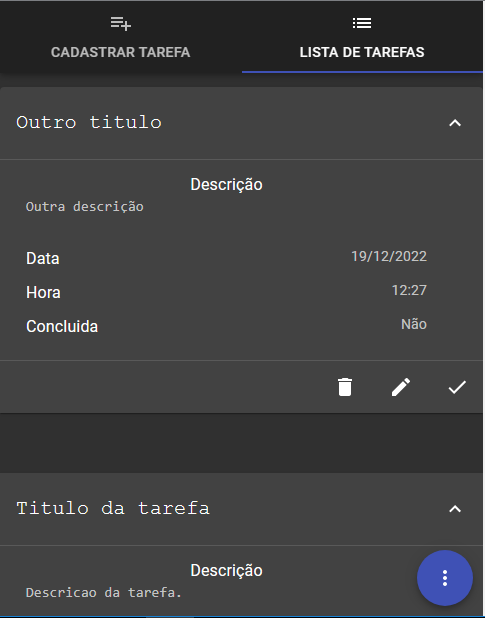 CADASTRAR TAREFA
LISTA DE TAREFAS
Outro titulo
Descrição
Outra descrição
Data 19/12/2022
Hora 12:27
Concluida Não
Titulo da tarefa
Descrição
Descricao da tarefa.